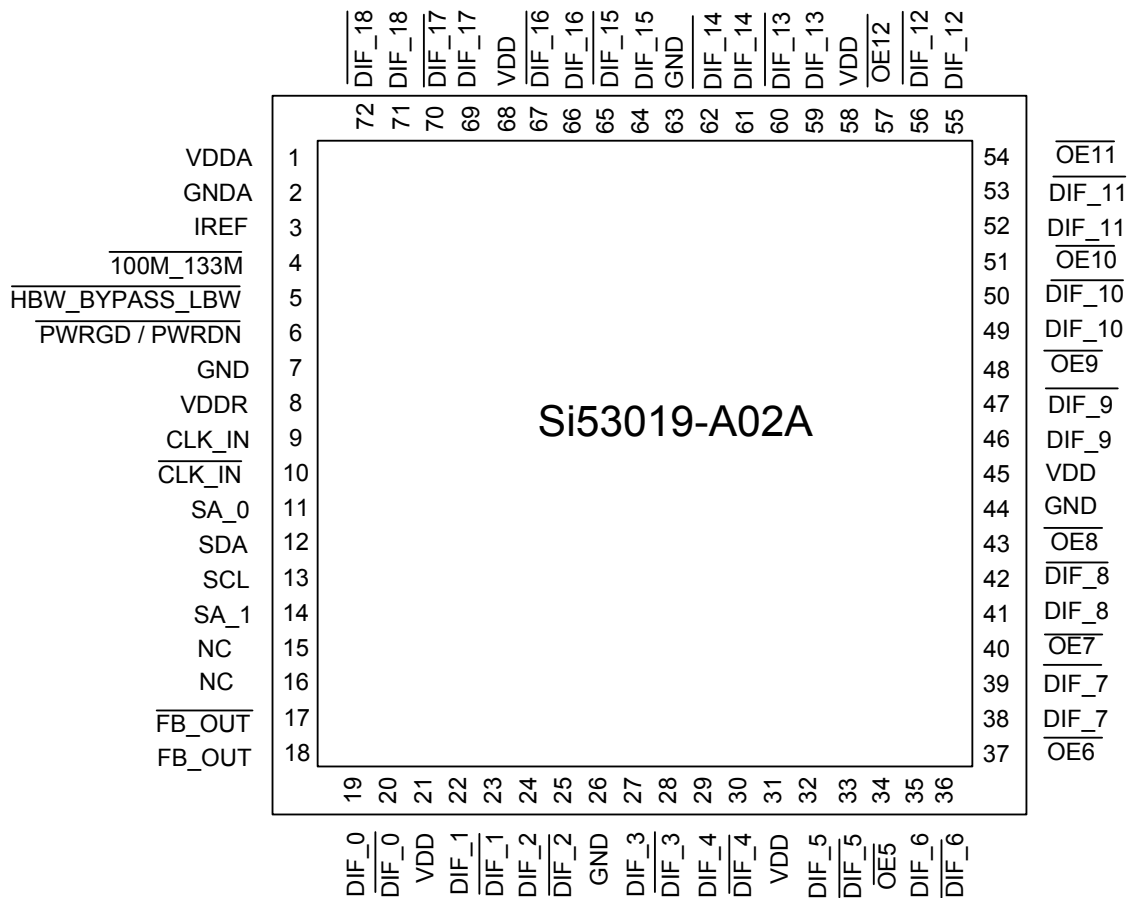 DIF_18
DIF_18
DIF_17
DIF_17
VDD
DIF_16
DIF_16
DIF_15
DIF_15
GND
DIF_14
DIF_14
DIF_13
DIF_13
VDD
OE12
DIF_12
DIF_12
72
71
70
69
68
67
66
65
64
63
62
61
60
59
58
57
56
55
VDDA 1
GNDA 2
IREF 3
100M_133M 4
HBW_BYPASS_LBW 5
PWRGD / PWRDN 6
GND 7
VDDR 8
CLK_IN 9
CLK_IN 10
SA_0 11
SDA 12
SCL 13
SA_1 14
NC 15
NC 16
FB_OUT 17
FB_OUT 18
Si53019-A02A
54 OE11
53 DIF_11
52 DIF_11
51 OE10
50 DIF_10
49 DIF_10
48 OE9
47 DIF_9
46 DIF_9
45 VDD
44 GND
43 OE8
42 DIF_8
41 DIF_8
40 OE7
39 DIF_7
38 DIF_7
37 OE6
19
20
21
22
23
24
25
26
27
28
29
30
31
32
33
34
35
36
DIF_0
DIF_0
VDD
DIF_1
DIF_1
DIF_2
DIF_2
GND
DIF_3
DIF_3
DIF_4
DIF_4
VDD
DIF_5
DIF_5
OE5
DIF_6
DIF_6